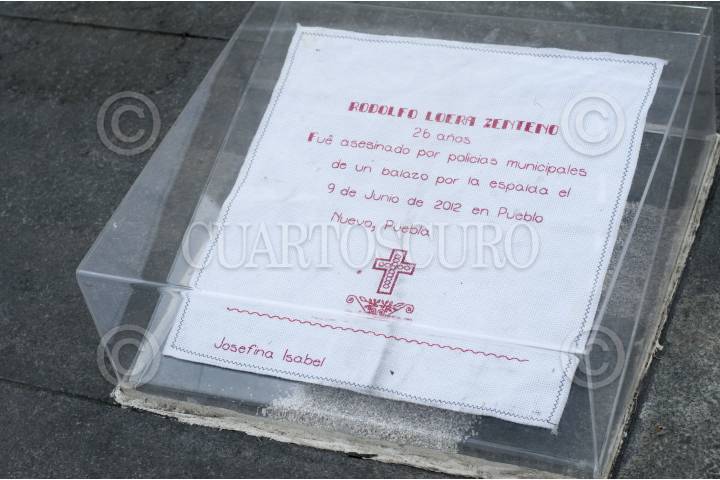 RODOLFO LOERA ZENTENO
26 años
Fué asesinado por policias municipales
de un balazo por la espalda el
9 de Junio de 2012 en Pueblo
Nuevo, Puebla
© CUARTOSCURO ©
Josefina Isabel